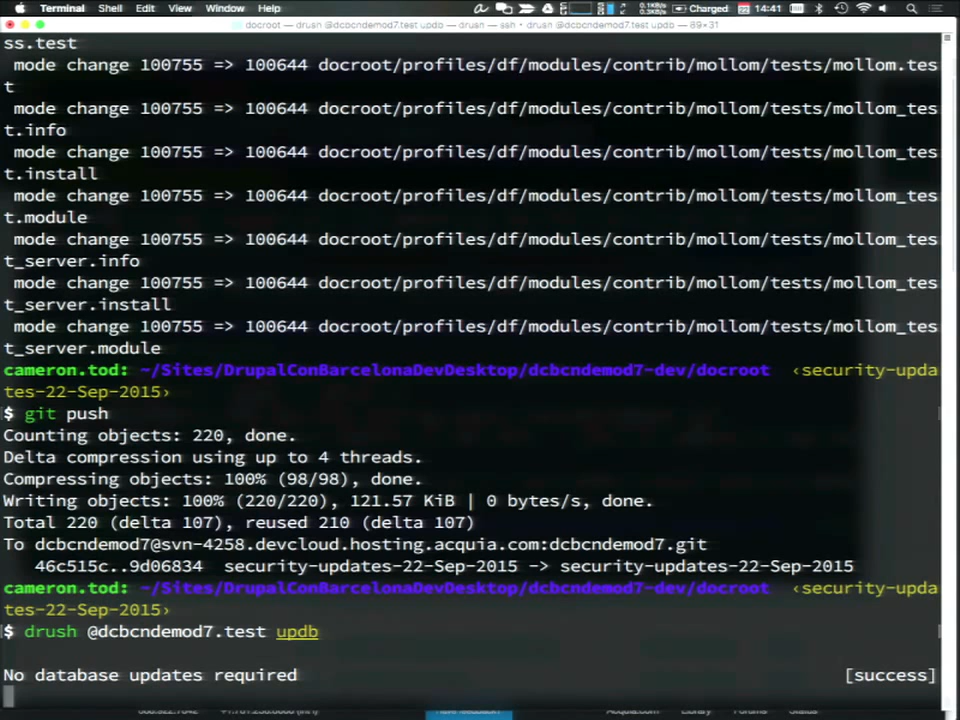 Terminal Shell Edit View Window Help Charged 14:41
docroot — drush @dcbcndemod7.test updb — drush — ssh • drush @dcbcndemod7.test updb — 89×31
ss.test
mode change 100755 => 100644 docroot/profiles/df/modules/contrib/mollom/tests/mollom.tes
t
mode change 100755 => 100644 docroot/profiles/df/modules/contrib/mollom/tests/mollom_tes
t.info
mode change 100755 => 100644 docroot/profiles/df/modules/contrib/mollom/tests/mollom_tes
t.install
mode change 100755 => 100644 docroot/profiles/df/modules/contrib/mollom/tests/mollom_tes
t.module
mode change 100755 => 100644 docroot/profiles/df/modules/contrib/mollom/tests/mollom_tes
t_server.info
mode change 100755 => 100644 docroot/profiles/df/modules/contrib/mollom/tests/mollom_tes
t_server.install
mode change 100755 => 100644 docroot/profiles/df/modules/contrib/mollom/tests/mollom_tes
t_server.module
cameron.tod: ~/Sites/DrupalConBarcelonaDevDesktop/dcbcndemod7-dev/docroot ‹security-upda
tes-22-Sep-2015›
$ git push
Counting objects: 220, done.
Delta compression using up to 4 threads.
Compressing objects: 100% (98/98), done.
Writing objects: 100% (220/220), 121.57 KiB | 0 bytes/s, done.
Total 220 (delta 107), reused 210 (delta 107)
To dcbcndemod7@svn-4258.devcloud.hosting.acquia.com:dcbcndemod7.git
46c515c..9d06834 security-updates-22-Sep-2015 -> security-updates-22-Sep-2015
cameron.tod: ~/Sites/DrupalConBarcelonaDevDesktop/dcbcndemod7-dev/docroot ‹security-upda
tes-22-Sep-2015›
$ drush @dcbcndemod7.test updb
No database updates required [success]